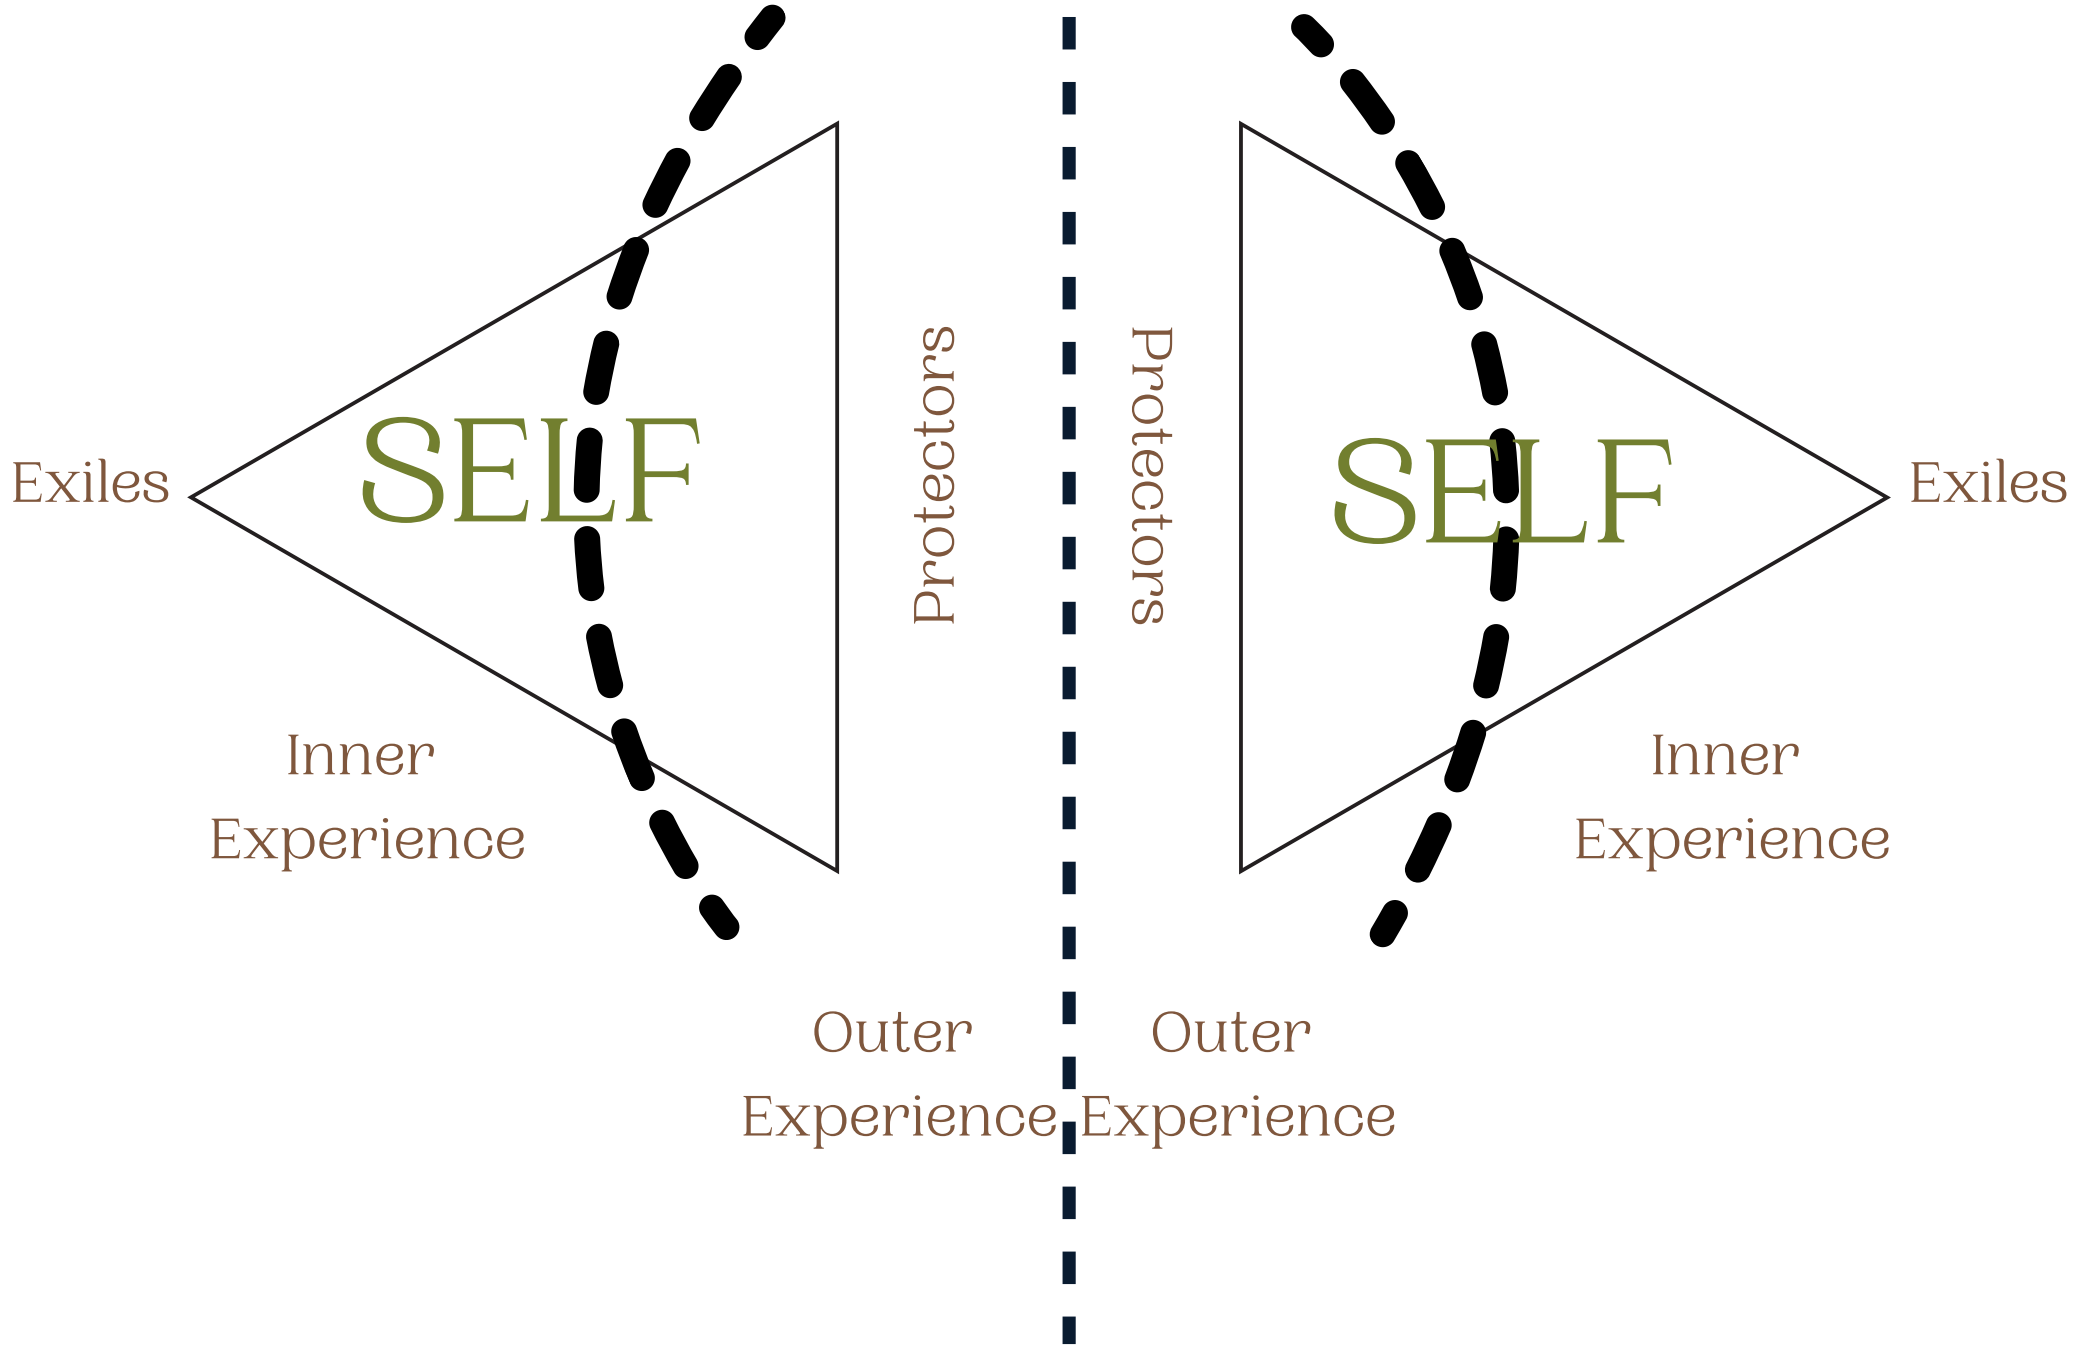 Exiles
SELF
Protectors
Protectors
SELF
Exiles
Inner
Experience
Inner
Experience
Outer
Experience
Outer
Experience